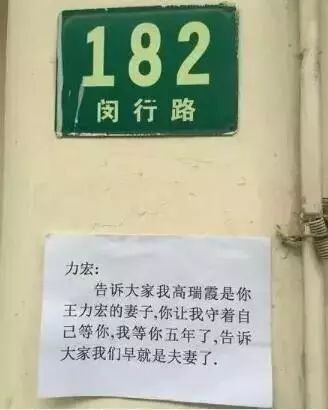 182
闵行路
力宏:
告诉大家我高瑞霞是你
王力宏的妻子,你让我守着自
己等你,我等你五年了,告诉
大家我们早就是夫妻了.